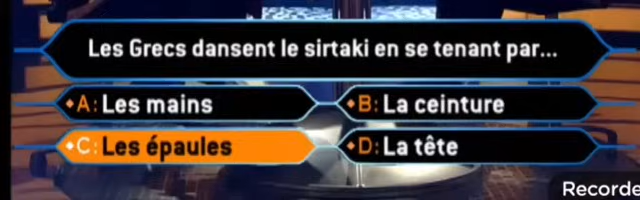 Les Grecs dansent le sirtaki en se tenant par...
A: Les mains
B: La ceinture
C: Les épaules
D: La tête
Recorde